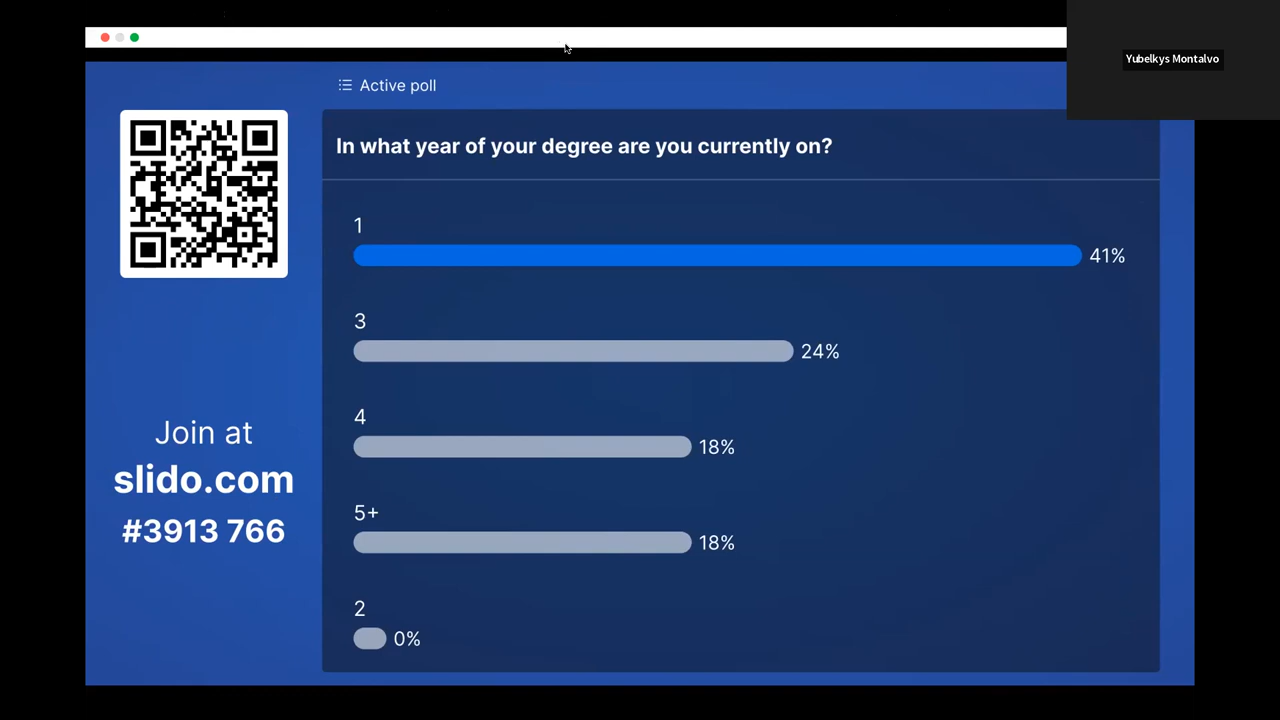 Active poll
Yubelkys Montalvo
In what year of your degree are you currently on?
1
41%
3
24%
4
18%
5+
18%
2
0%
Join at
slido.com
#3913 766